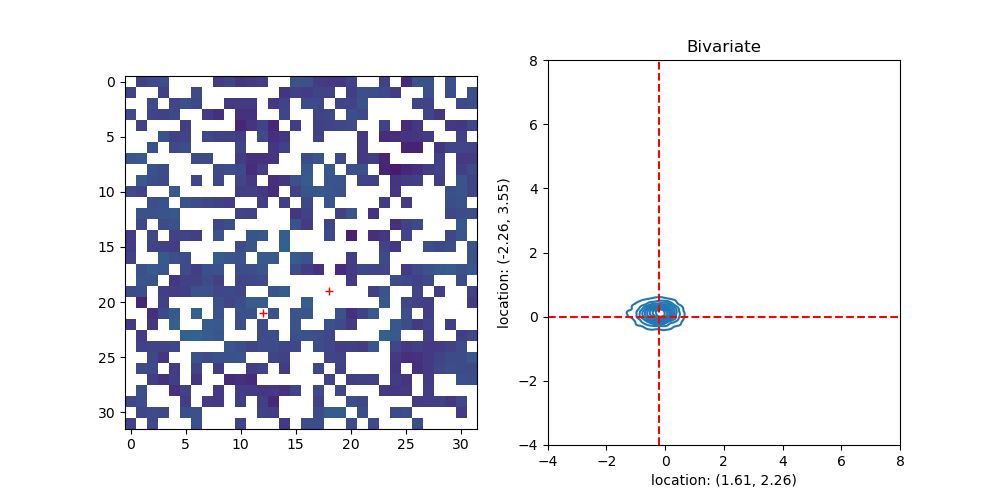 Bivariate
0
5
10
15
20
25
30
0 5 10 15 20 25 30
location: (-2.26, 3.55)
8
6
4
2
0
−2
−4
−4 −2 0 2 4 6 8
location: (1.61, 2.26)